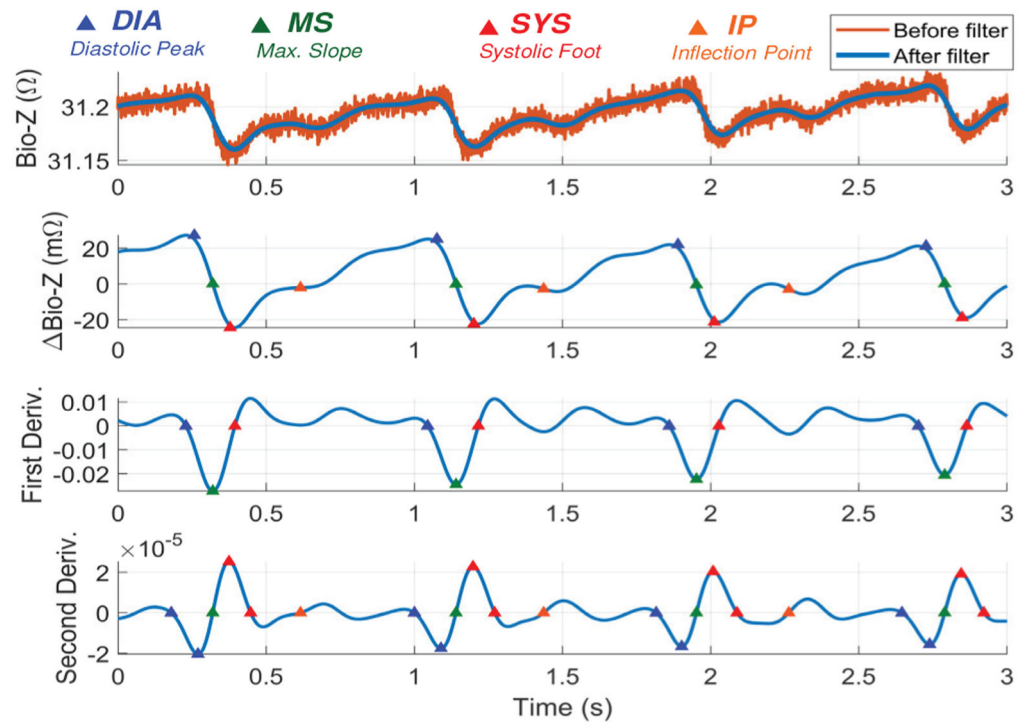 DIA
Diastolic Peak
MS
Max. Slope
SYS
Systolic Foot
IP
Inflection Point
Before filter
After filter
Bio-Z (Ω)
31.2
31.15
0 0.5 1 1.5 2 2.5 3
ΔBio-Z (mΩ)
20
0
-20
0 0.5 1 1.5 2 2.5 3
First Deriv.
0.01
0
-0.01
-0.02
0 0.5 1 1.5 2 2.5 3
Second Deriv.
×10-5
2
0
-2
0 0.5 1 1.5 2 2.5 3
Time (s)